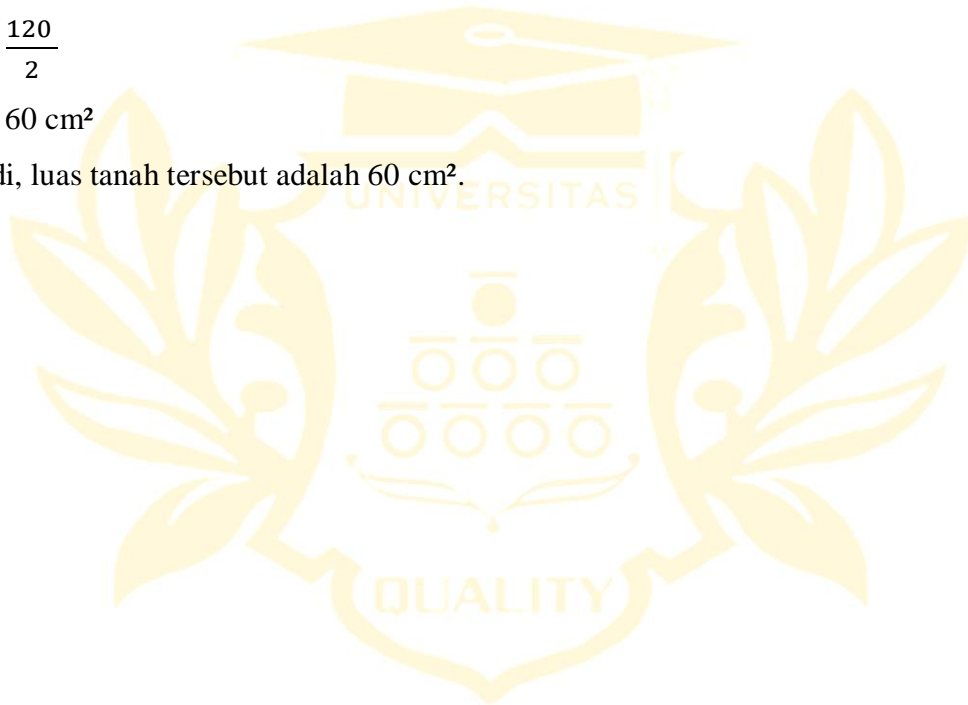 120
2
60 cm²
di, luas tanah tersebut adalah 60 cm².
UNIVERSITAS
QUALITY